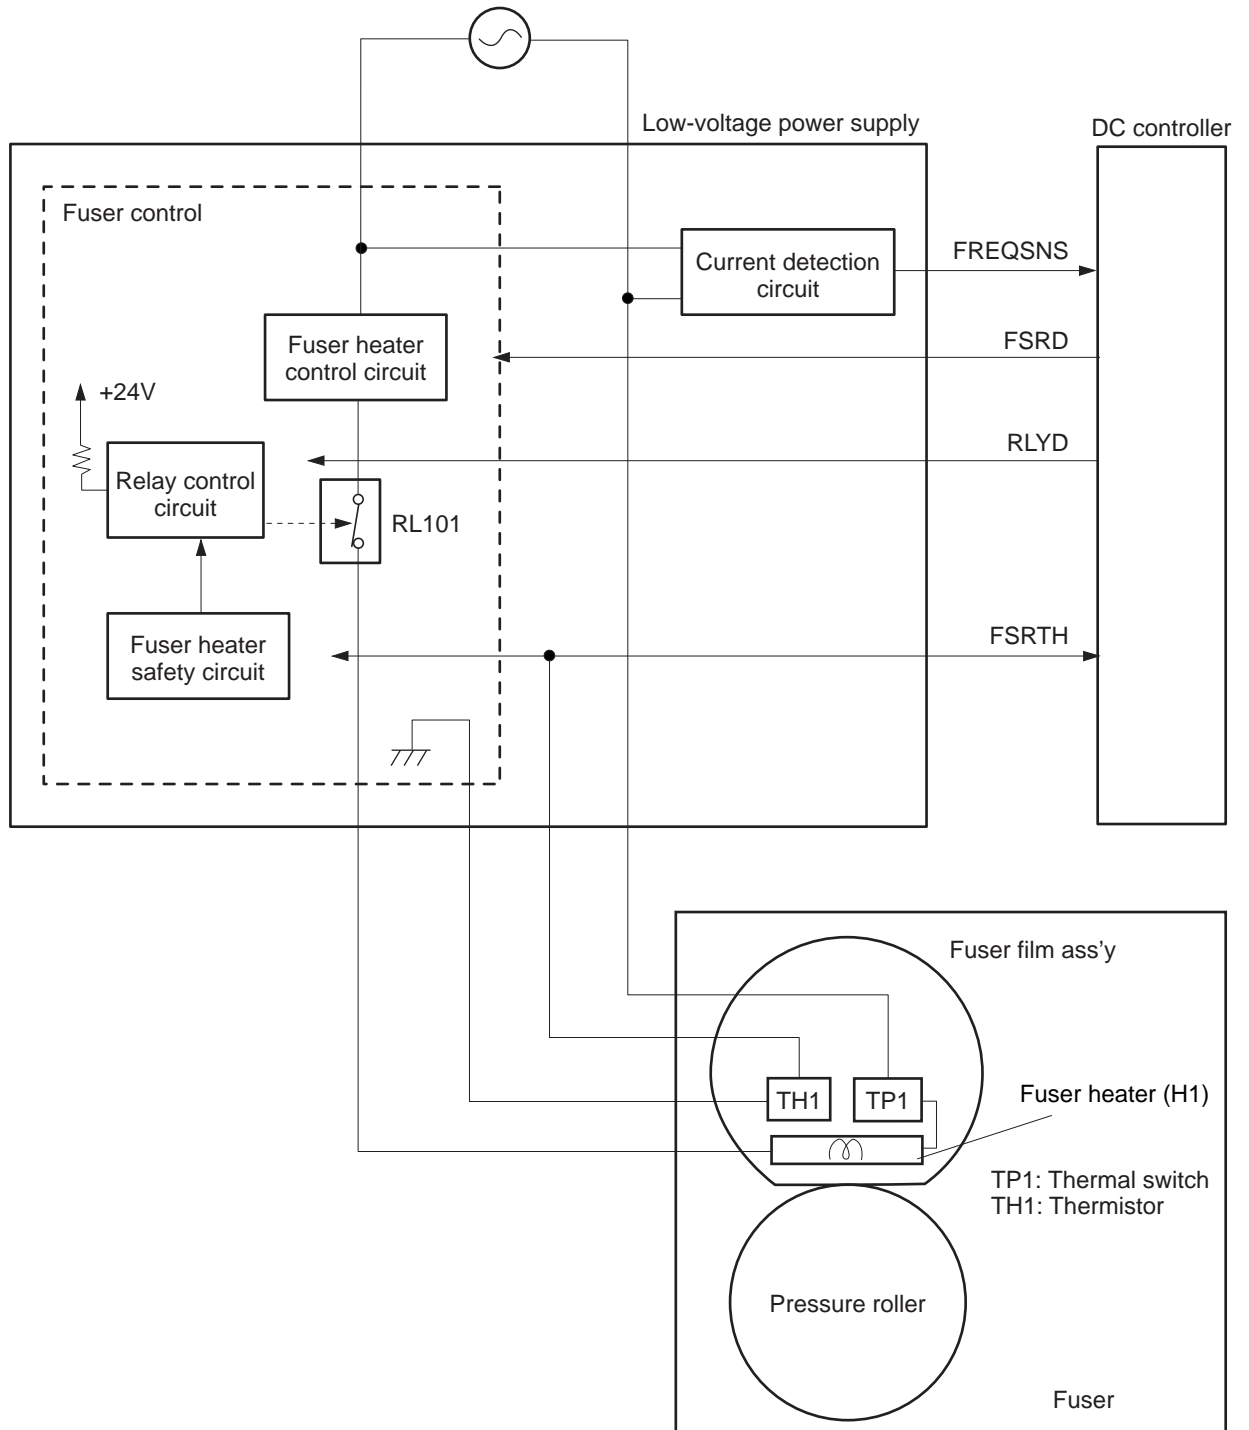 Low-voltage power supply
DC controller
Fuser control
Current detection
circuit
FREQSNS
Fuser heater
control circuit
FSRD
+24V
Relay control
circuit
RLYD
RL101
Fuser heater
safety circuit
FSRTH
Fuser film ass'y
TH1
TP1
Fuser heater (H1)
TP1: Thermal switch
TH1: Thermistor
Pressure roller
Fuser